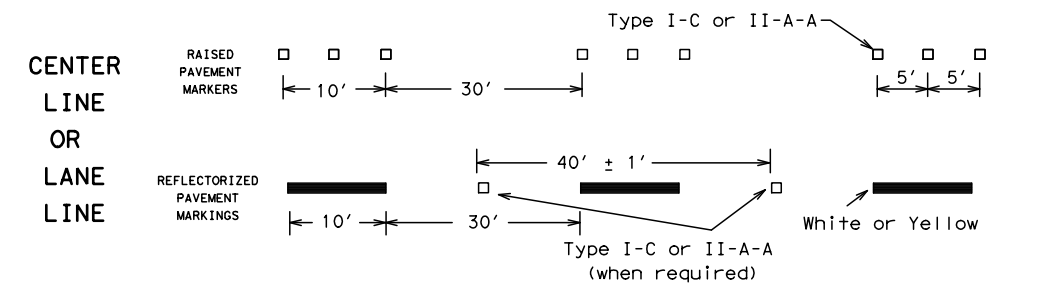 Type I-C or II-A-A
CENTER
LINE
OR
LANE
LINE
RAISED
PAVEMENT
MARKERS
10'
30'
5'
5'
40' ± 1'
REFLECTORIZED
PAVEMENT
MARKINGS
10'
30'
Type I-C or II-A-A
(when required)
White or Yellow